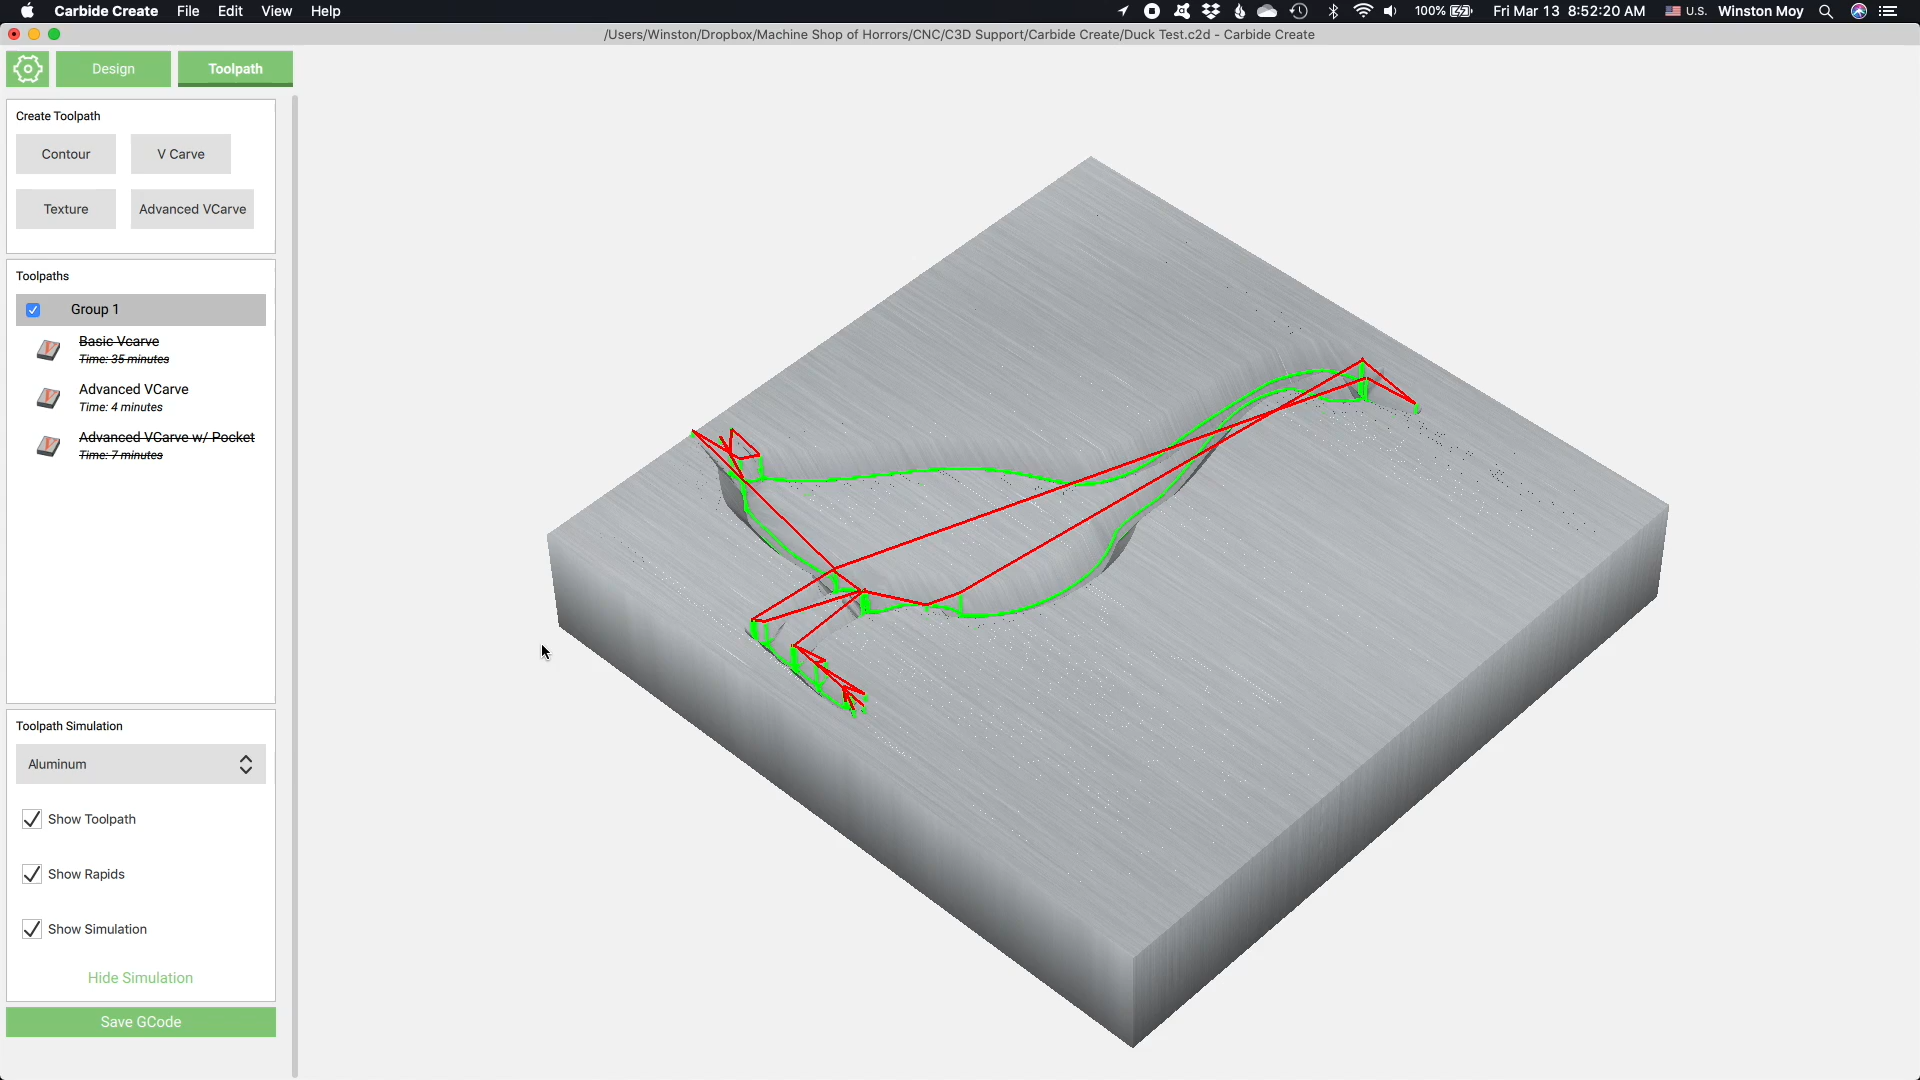 Carbide Create File Edit View Help 100% Fri Mar 13 8:52:20 AM U.S. Winston Moy
/Users/Winston/Dropbox/Machine Shop of Horrors/CNC/C3D Support/Carbide Create/Duck Test.c2d - Carbide Create
Design Toolpath
Create Toolpath
Contour V Carve
Texture Advanced VCarve
Toolpaths
Group 1
Basic Vcarve
Time: 35 minutes
Advanced VCarve
Time: 4 minutes
Advanced VCarve w/ Pocket
Time: 7 minutes
Toolpath Simulation
Aluminum
Show Toolpath
Show Rapids
Show Simulation
Hide Simulation
Save GCode